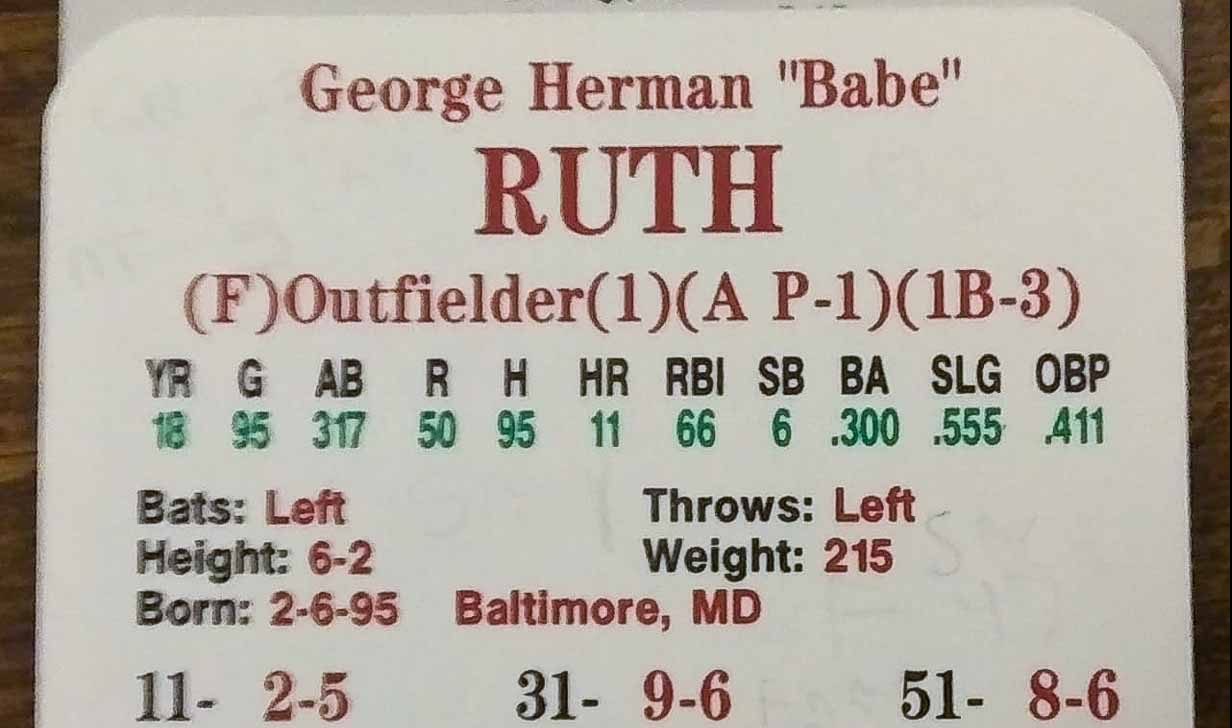 George Herman "Babe"
RUTH
(F)Outfielder(1)(A P-1)(1B-3)
YR G AB R H HR RBI SB BA SLG OBP
18 95 317 50 95 11 66 6 .300 .555 .411
Bats: Left Throws: Left
Height: 6-2 Weight: 215
Born: 2-6-95 Baltimore, MD
11- 2-5 31- 9-6 51- 8-6